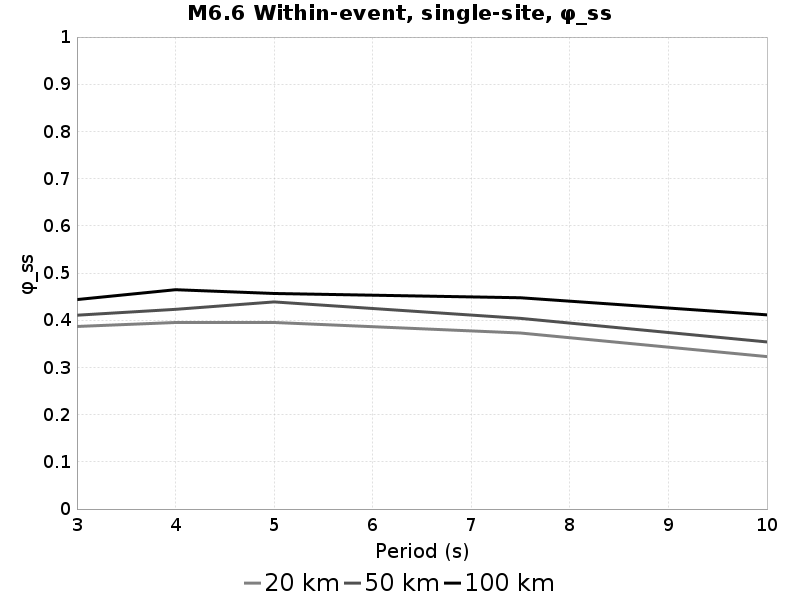 M6.6 Within-event, single-site, φ_ss
1
0.9
0.8
0.7
0.6
0.5
0.4
0.3
0.2
0.1
0
φ_ss
3 4 5 6 7 8 9 10
Period (s)
20 km 50 km 100 km